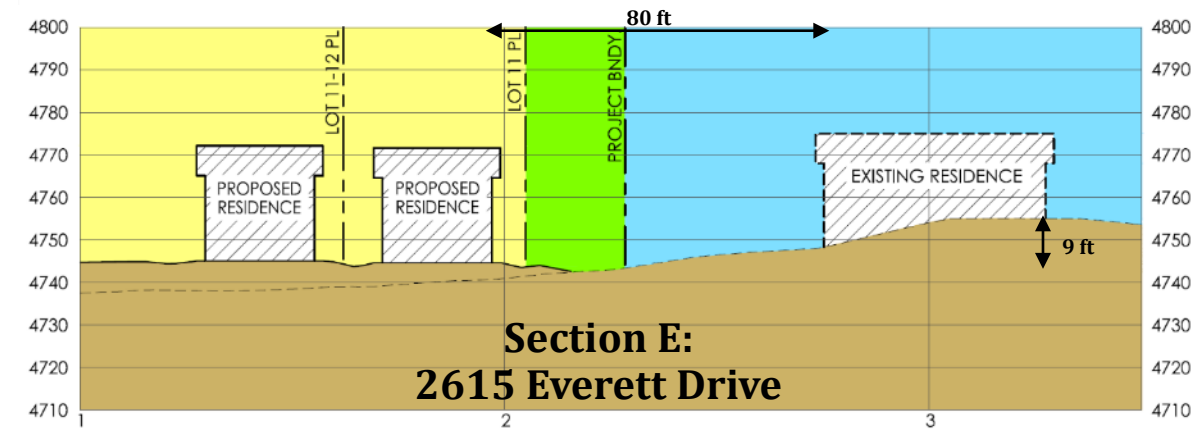 80 ft
4800
4790
4780
4770
4760
4750
4740
4730
4720
4710
LOT 11-12 PL
LOT 11 PL
PROJECT BNDY
PROPOSED
RESIDENCE
PROPOSED
RESIDENCE
EXISTING RESIDENCE
9 ft
4800
4790
4780
4770
4760
4750
4740
4730
4720
4710
Section E:
2615 Everett Drive
1
2
3